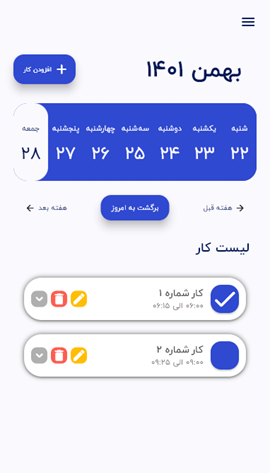 بهمن ۱۴۰۱
افزودن کار
شنبه یکشنبه دوشنبه سه‌شنبه چهارشنبه پنجشنبه جمعه
۲۲ ۲۳ ۲۴ ۲۵ ۲۶ ۲۷ ۲۸
هفته قبل برگشت به امروز هفته بعد
لیست کار
کار شماره ۱
۰۶:۰۰ الی ۰۶:۱۵
کار شماره ۲
۰۹:۰۰ الی ۰۹:۲۵